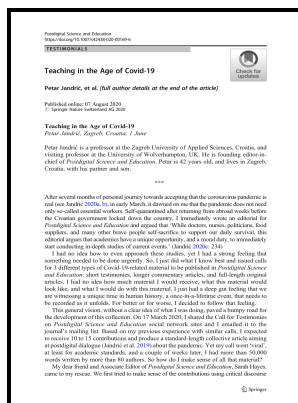 Postdigital Science and Education
https://doi.org/10.1007/s42438-020-00169-6
TESTIMONIALS
Check for
updates
Teaching in the Age of Covid-19
Petar Jandrić, et al. [full author details at the end of the article]
Published online: 07 August 2020
© Springer Nature Switzerland AG 2020
Teaching in the Age of Covid-19
Petar Jandrić, Zagreb, Croatia, 1 June
Petar Jandrić is a professor at the Zagreb University of Applied Sciences, Croatia, and
visiting professor at the University of Wolverhampton, UK. He is founding editor-in-
chief of Postdigital Science and Education. Petar is 42 years old, and lives in Zagreb,
Croatia, with his partner and son.
***
After several months of personal journey towards accepting that the coronavirus pandemic is
real (see Jandrić 2020a, b), in early March, it dawned on me that the pandemic does not need
only so-called essential workers. Self-quarantined after returning from abroad weeks before
the Croatian government locked down the country, I immediately wrote an editorial for
Postdigital Science and Education and argued that 'While doctors, nurses, politicians, food
suppliers, and many other brave people self-sacrifice to support our daily survival, this
editorial argues that academics have a unique opportunity, and a moral duty, to immediately
start conducting in-depth studies of current events.' (Jandrić 2020c: 234)
I had no idea how to even approach these studies, yet I had a strong feeling that
something needed to be done urgently. So, I just did what I know best and issued calls
for 3 different types of Covid-19-related material to be published in Postdigital Science
and Education: short testimonies, longer commentary articles, and full-length original
articles. I had no idea how much material I would receive, what this material would
look like, and what I would do with this material. I just had a deep gut feeling that we
are witnessing a unique time in human history, a once-in-a-lifetime event, that needs to
be recorded as it unfolds. For better or for worse, I decided to follow that feeling.
This general vision, without a clear idea of what I was doing, paved a bumpy road for
the development of this collection. On 17 March 2020, I shared the Call for Testimonies
on Postdigital Science and Education social network sites and I emailed it to the
journal's mailing list. Based on my previous experience with similar calls, I expected
to receive 10 to 15 contributions and produce a standard-length collective article aiming
at postdigital dialogue (Jandrić et al. 2019) about the pandemic. Yet my call went 'viral',
at least for academic standards, and a couple of weeks later, I had more than 50,000
words written by more than 80 authors. So how do I make sense of all that material?
My dear friend and Associate Editor of Postdigital Science and Education, Sarah Hayes,
came to my rescue. We first tried to make sense of the contributions using critical discourse
Springer